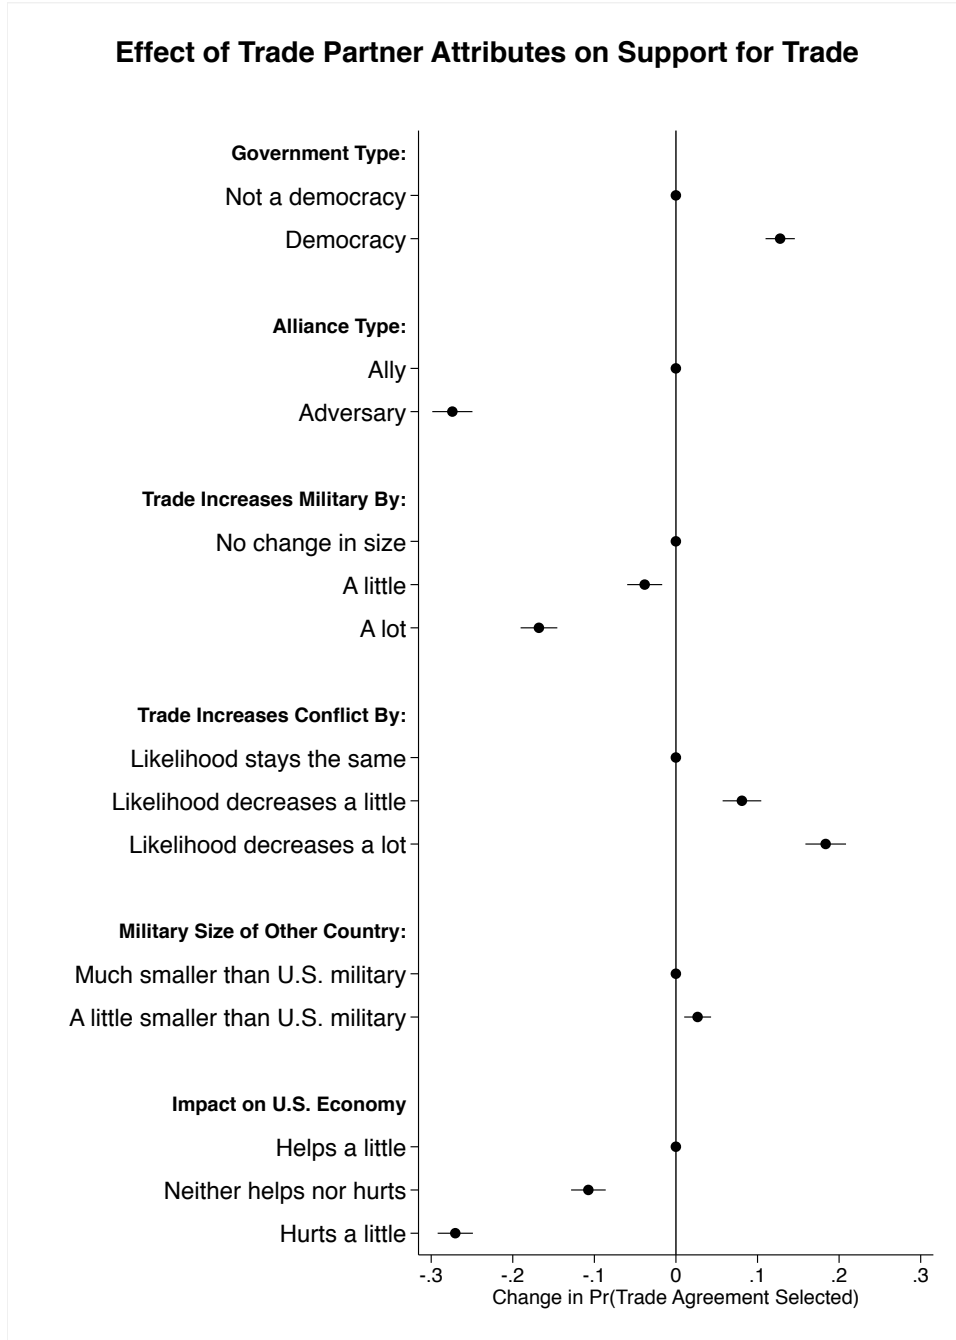 Effect of Trade Partner Attributes on Support for Trade
Government Type:
Not a democracy
Democracy
Alliance Type:
Ally
Adversary
Trade Increases Military By:
No change in size
A little
A lot
Trade Increases Conflict By:
Likelihood stays the same
Likelihood decreases a little
Likelihood decreases a lot
Military Size of Other Country:
Much smaller than U.S. military
A little smaller than U.S. military
Impact on U.S. Economy
Helps a little
Neither helps nor hurts
Hurts a little
-.3 -.2 -.1 0 .1 .2 .3
Change in Pr(Trade Agreement Selected)